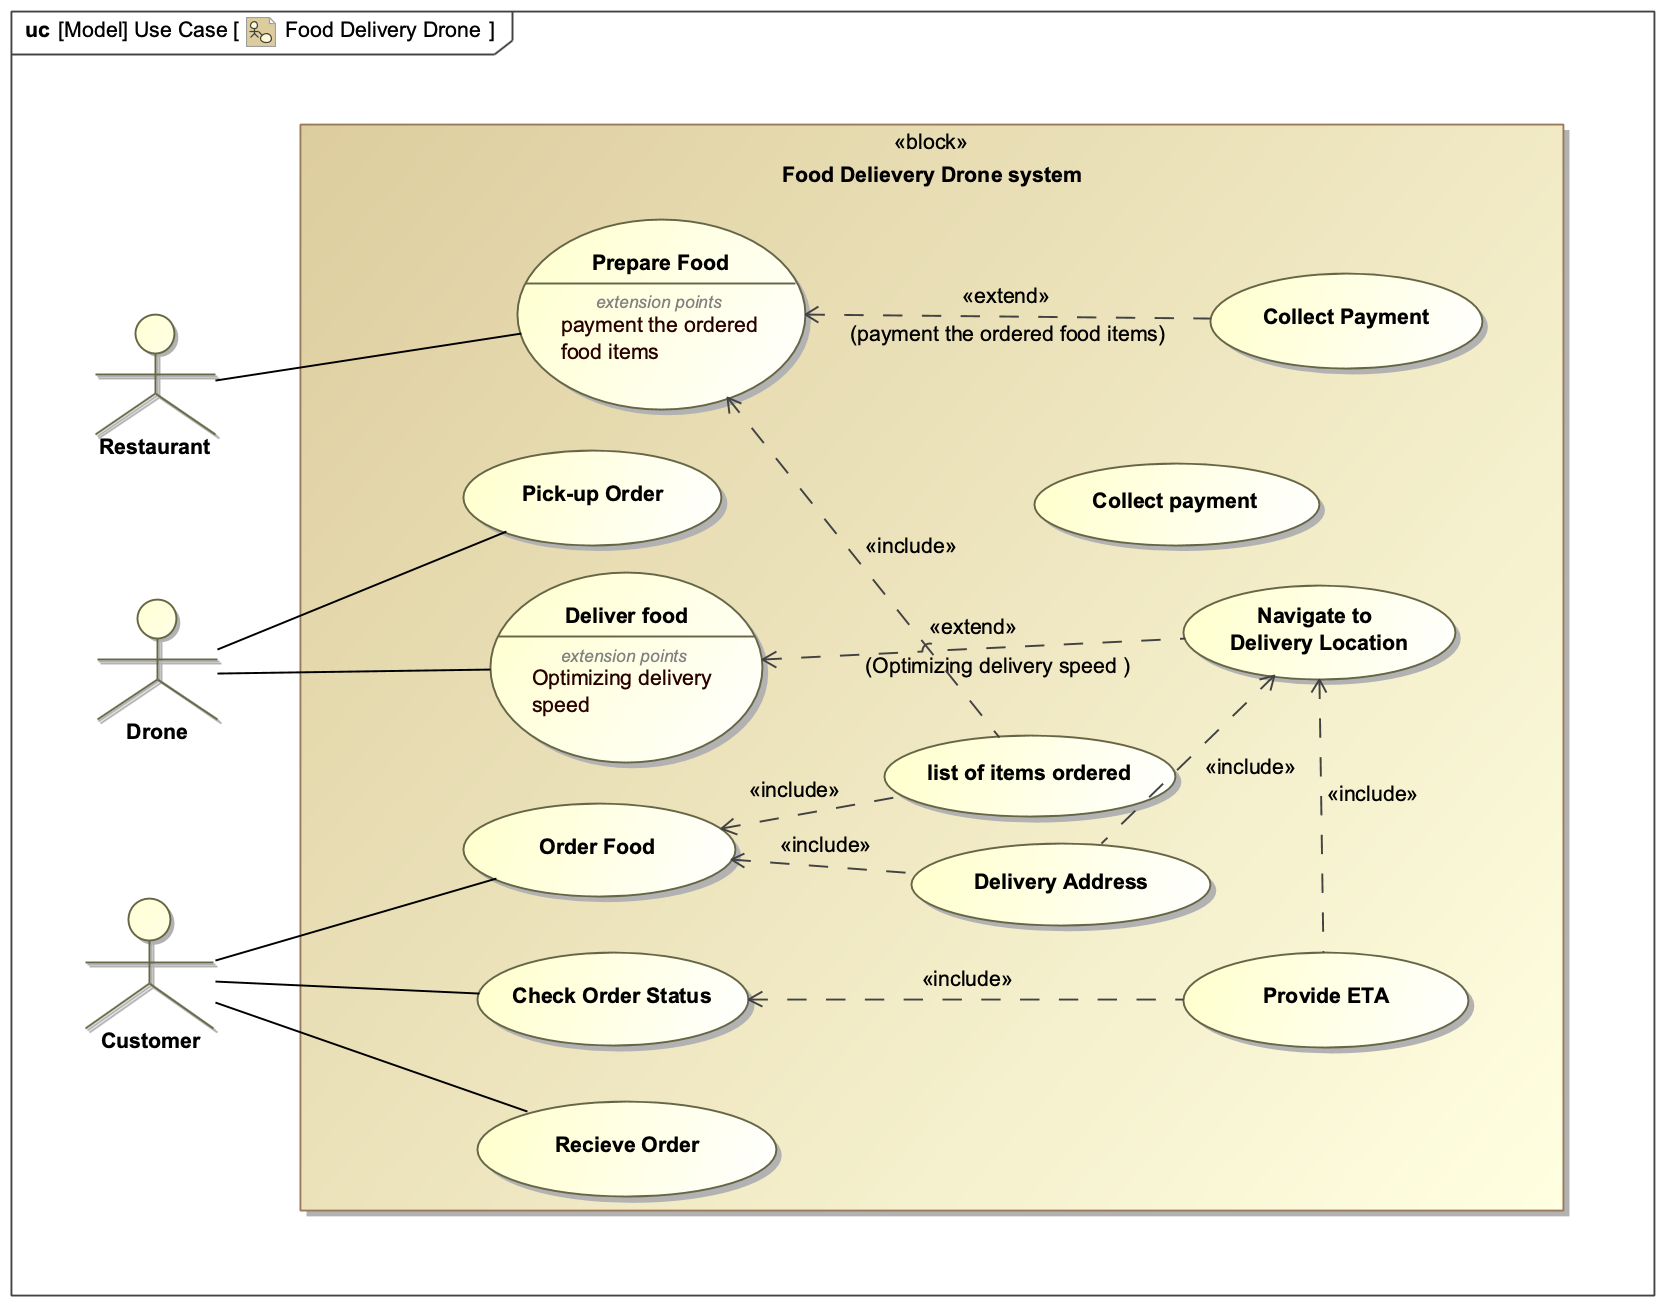 uc [Model] Use Case [ Food Delivery Drone ]
«block»
Food Delievery Drone system
Prepare Food
extension points
payment the ordered
food items
«extend»
(payment the ordered food items)
Collect Payment
Restaurant
Pick-up Order
Collect payment
«include»
Deliver food
extension points
Optimizing delivery
speed
«extend»
(Optimizing delivery speed )
Navigate to
Delivery Location
Drone
list of items ordered
«include»
«include»
«include»
Order Food
«include»
Delivery Address
Check Order Status
«include»
Provide ETA
Customer
Recieve Order